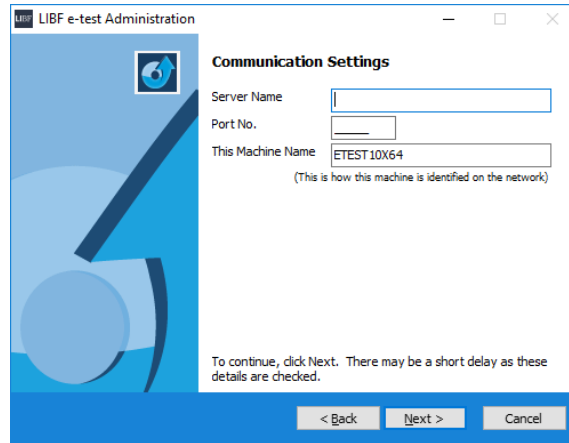 LIBF LIBF e-test Administration
Communication Settings
Server Name
Port No.
This Machine Name ETEST10X64
(This is how this machine is identified on the network)
To continue, click Next. There may be a short delay as these
details are checked.
< Back Next > Cancel